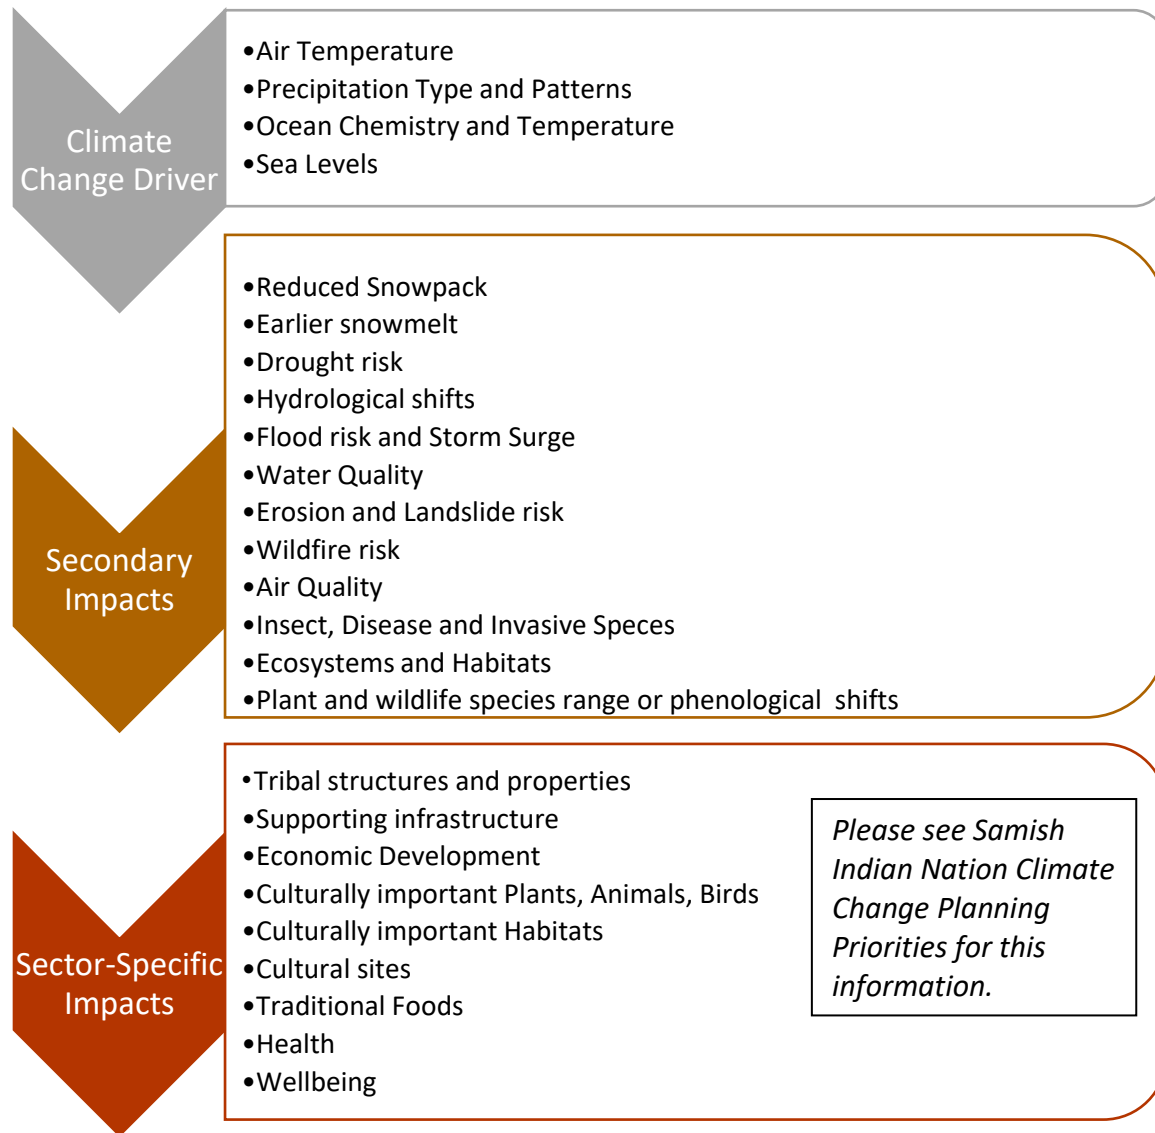 Climate
Change Driver
•Air Temperature
•Precipitation Type and Patterns
•Ocean Chemistry and Temperature
•Sea Levels
Secondary
Impacts
•Reduced Snowpack
•Earlier snowmelt
•Drought risk
•Hydrological shifts
•Flood risk and Storm Surge
•Water Quality
•Erosion and Landslide risk
•Wildfire risk
•Air Quality
•Insect, Disease and Invasive Speces
•Ecosystems and Habitats
•Plant and wildlife species range or phenological  shifts
Sector-Specific
Impacts
•Tribal structures and properties
•Supporting infrastructure
•Economic Development
•Culturally important Plants, Animals, Birds
•Culturally important Habitats
•Cultural sites
•Traditional Foods
•Health
•Wellbeing
Please see Samish
Indian Nation Climate
Change Planning
Priorities for this
information.